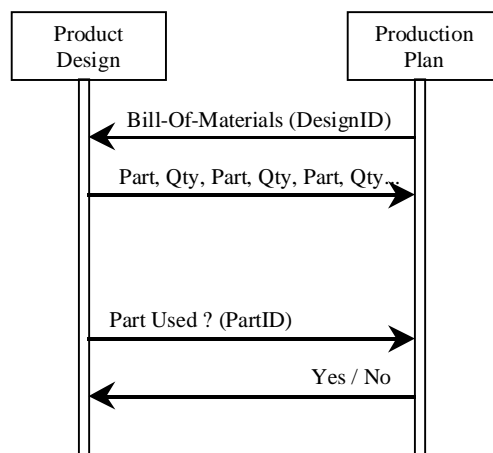 Product
Design
Production
Plan
Bill-Of-Materials (DesignID)
Part, Qty, Part, Qty, Part, Qty...
Part Used ? (PartID)
Yes / No